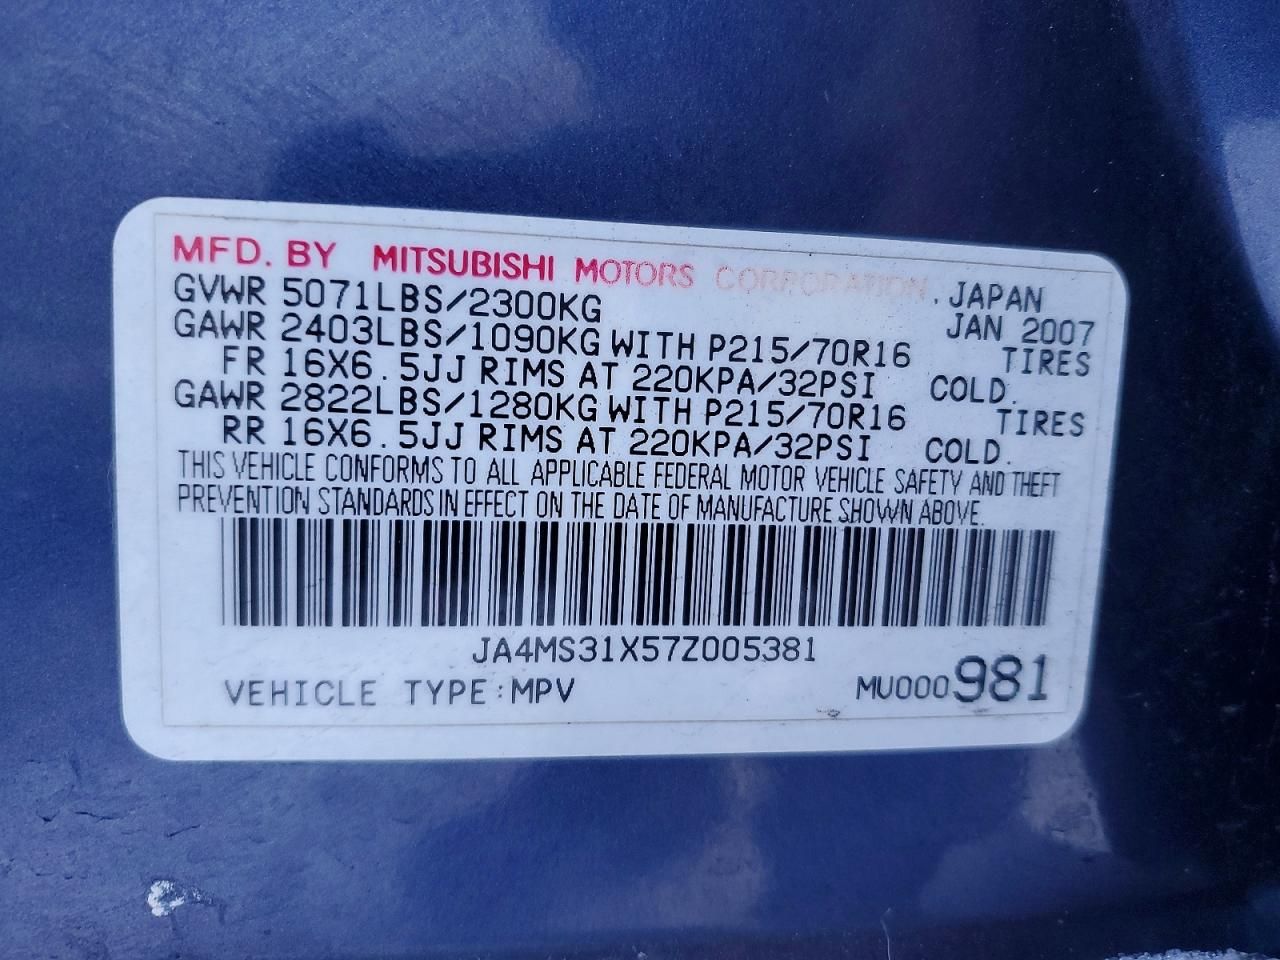 MFD. BY MITSUBISHI MOTORS CORPORATION, JAPAN
GVWR 5071LBS/2300KG JAN 2007
GAWR 2403LBS/1090KG WITH P215/70R16 TIRES
FR 16X6.5JJ RIMS AT 220KPA/32PSI COLD.
GAWR 2822LBS/1280KG WITH P215/70R16 TIRES
RR 16X6.5JJ RIMS AT 220KPA/32PSI COLD.
THIS VEHICLE CONFORMS TO ALL APPLICABLE FEDERAL MOTOR VEHICLE SAFETY AND THEFT
PREVENTION STANDARDS IN EFFECT ON THE DATE OF MANUFACTURE SHOWN ABOVE.
JA4MS31X57Z005381
VEHICLE TYPE:MPV MU000981